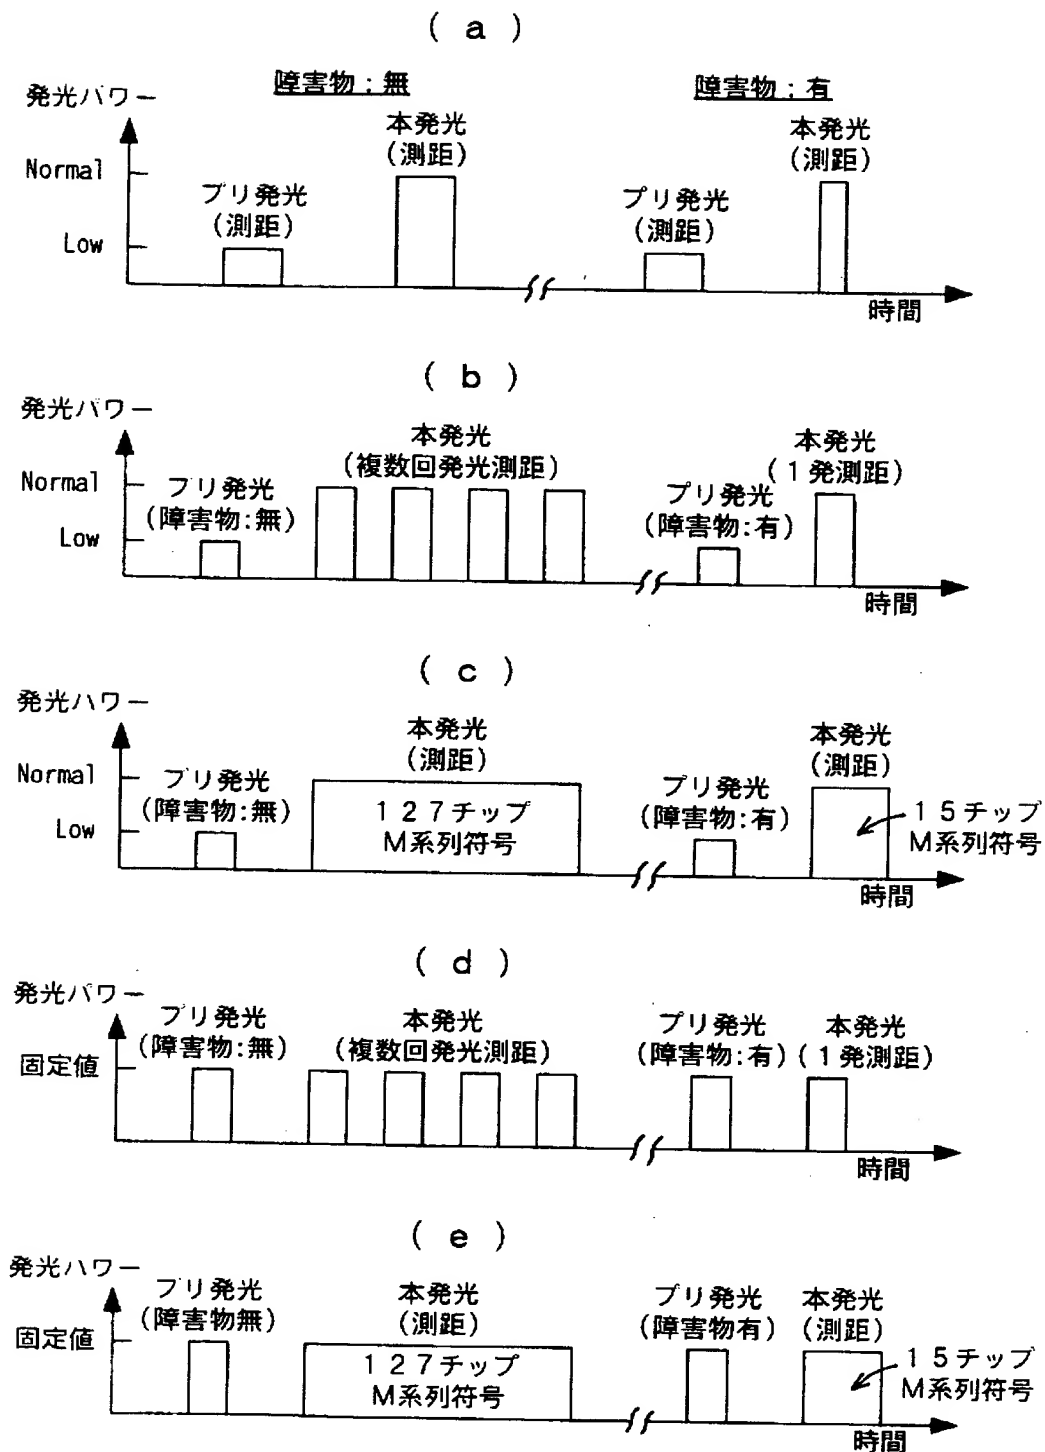 ( a )
障害物:無
障害物:有
発光パワー
本発光
(測距)
本発光
(測距)
Normal
プリ発光
(測距)
プリ発光
(測距)
Low
時間
( b )
発光パワー
本発光
(複数回発光測距)
本発光
(1発測距)
Normal
プリ発光
(障害物:無)
プリ発光
(障害物:有)
Low
時間
( c )
発光パワー
本発光
(測距)
本発光
(測距)
Normal
プリ発光
(障害物:無)
127チップ
M系列符号
プリ発光
(障害物:有)
15チップ
M系列符号
Low
時間
( d )
発光パワー
プリ発光
(障害物:無)
本発光
(複数回発光測距)
プリ発光
(障害物:有)
本発光
(1発測距)
固定値
時間
( e )
発光パワー
プリ発光
(障害物無)
本発光
(測距)
プリ発光
(障害物有)
本発光
(測距)
固定値
127チップ
M系列符号
15チップ
M系列符号
時間